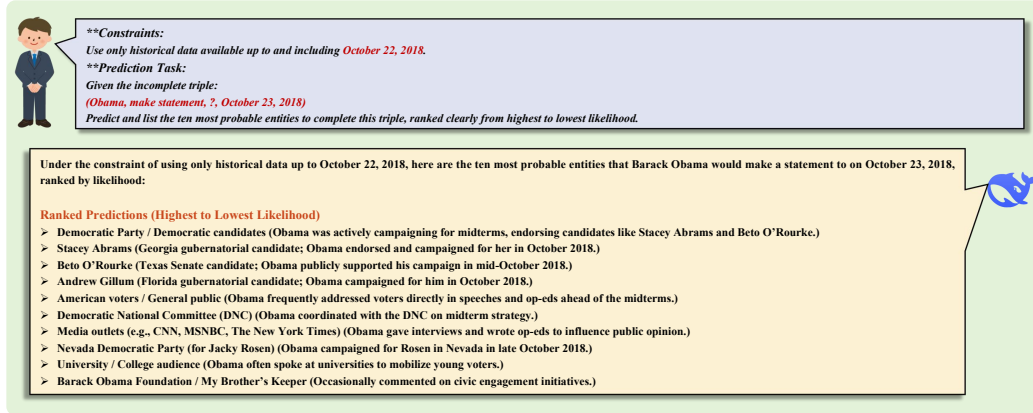 **Constraints:
Use only historical data available up to and including October 22, 2018.
**Prediction Task:
Given the incomplete triple:
(Obama, make statement, ?, October 23, 2018)
Predict and list the ten most probable entities to complete this triple, ranked clearly from highest to lowest likelihood.
Under the constraint of using only historical data up to October 22, 2018, here are the ten most probable entities that Barack Obama would make a statement to on October 23, 2018,
ranked by likelihood:
Ranked Predictions (Highest to Lowest Likelihood)
➢ Democratic Party / Democratic candidates (Obama was actively campaigning for midterms, endorsing candidates like Stacey Abrams and Beto O’Rourke.)
➢ Stacey Abrams (Georgia gubernatorial candidate; Obama endorsed and campaigned for her in October 2018.)
➢ Beto O’Rourke (Texas Senate candidate; Obama publicly supported his campaign in mid-October 2018.)
➢ Andrew Gillum (Florida gubernatorial candidate; Obama campaigned for him in October 2018.)
➢ American voters / General public (Obama frequently addressed voters directly in speeches and op-eds ahead of the midterms.)
➢ Democratic National Committee (DNC) (Obama coordinated with the DNC on midterm strategy.)
➢ Media outlets (e.g., CNN, MSNBC, The New York Times) (Obama gave interviews and wrote op-eds to influence public opinion.)
➢ Nevada Democratic Party (for Jacky Rosen) (Obama campaigned for Rosen in Nevada in late October 2018.)
➢ University / College audience (Obama often spoke at universities to mobilize young voters.)
➢ Barack Obama Foundation / My Brother’s Keeper (Occasionally commented on civic engagement initiatives.)